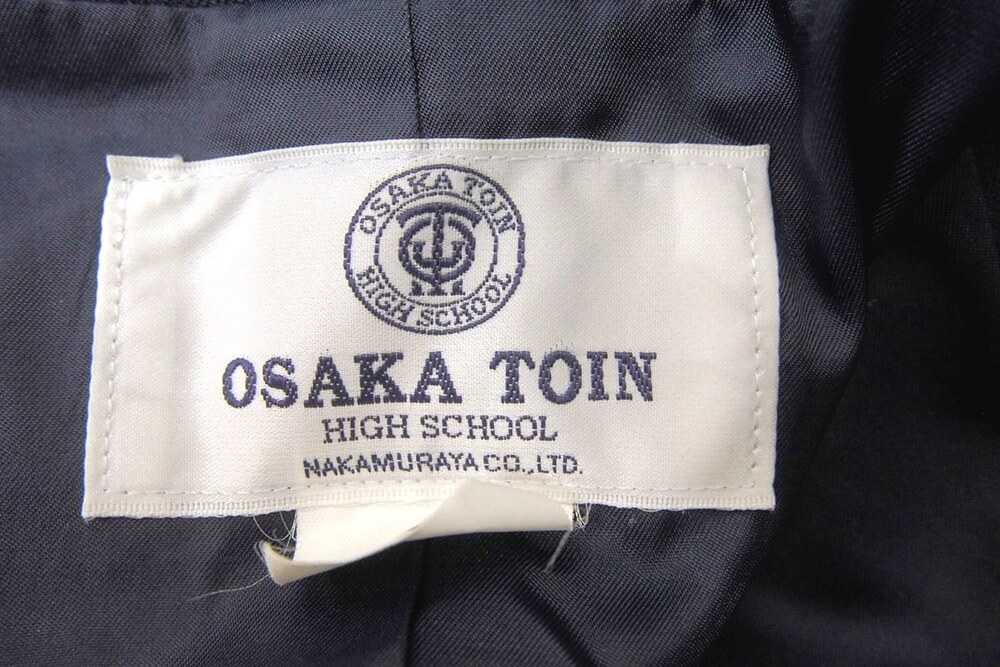 OSAKA TOIN
HIGH SCHOOL
OSAKA TOIN
HIGH SCHOOL
NAKAMURAYA CO.,LTD.